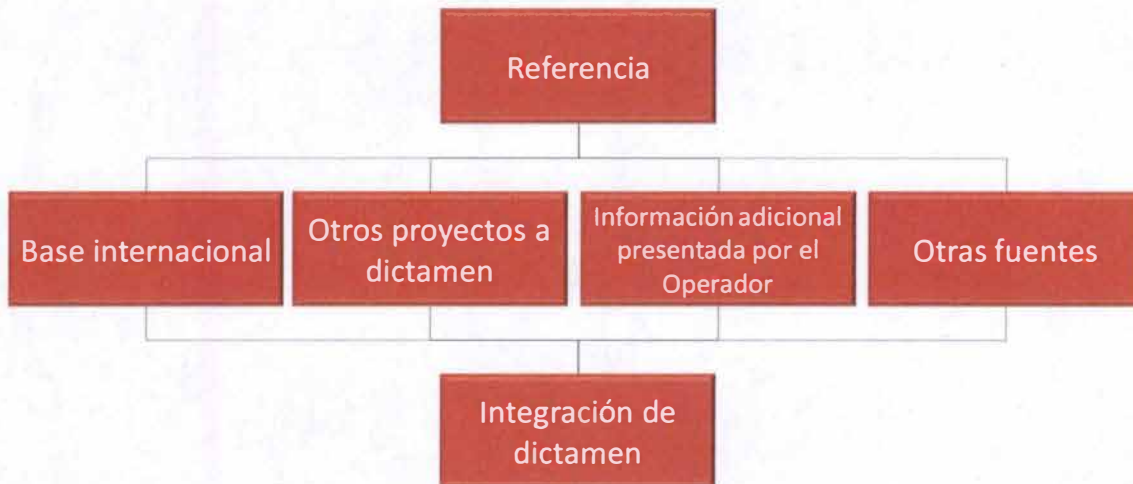 Referencia
Base internacional
Otros proyectos a
dictamen
Información adicional
presentada por el
Operador
Otras fuentes
Integración de
dictamen